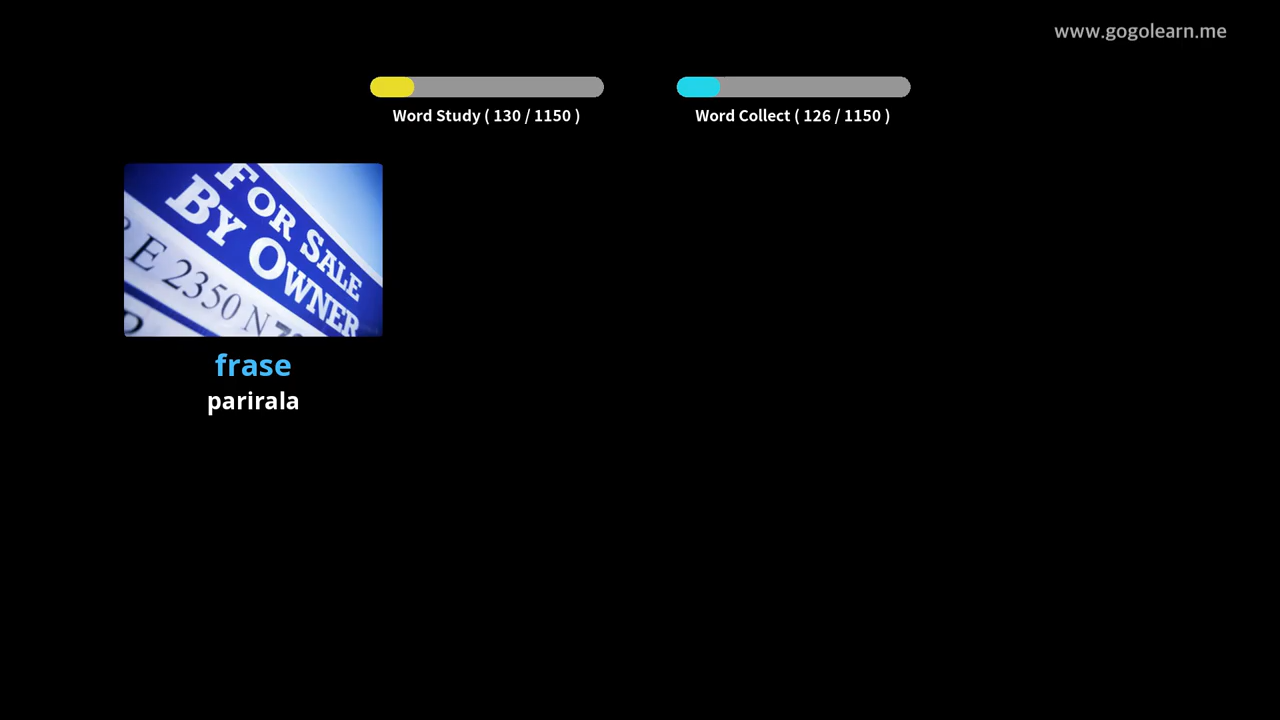 www.gogolearn.me
Word Study ( 130 / 1150 )
Word Collect ( 126 / 1150 )
FOR SALE
BY OWNER
E 2350 N
frase
parirala